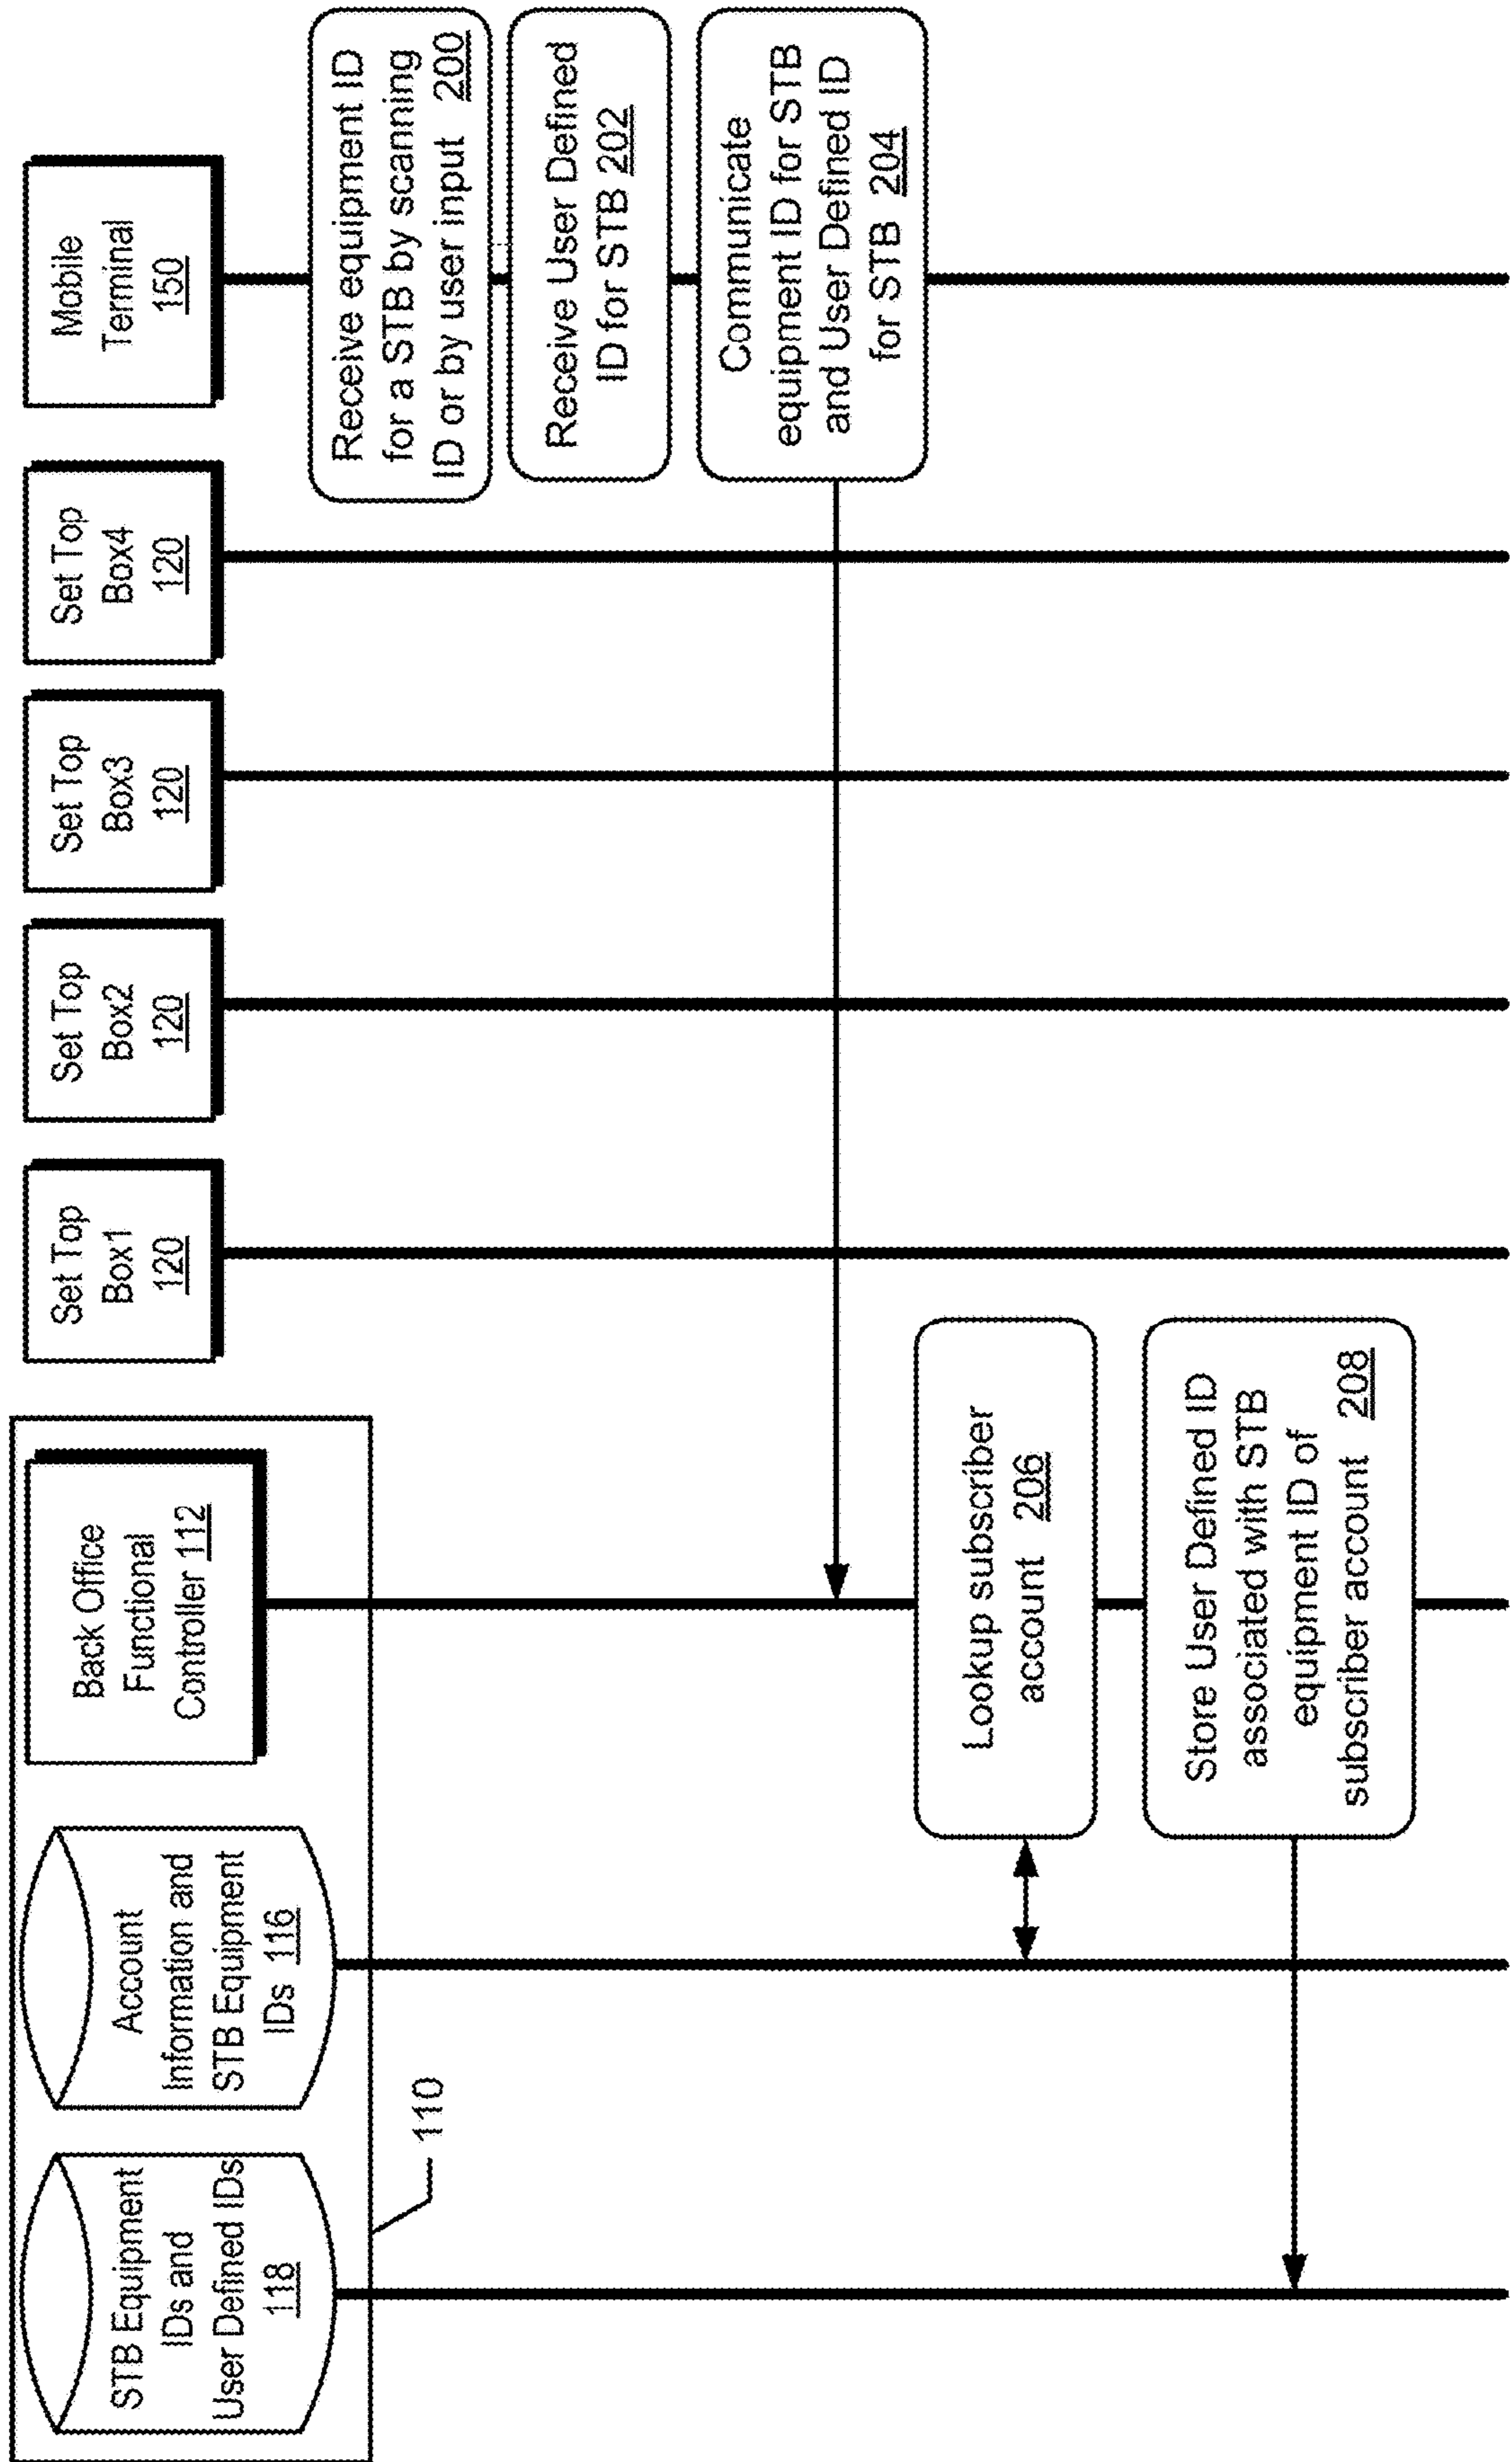 STB Equipment
IDs and
User Defined IDs
118
Account
Information and
STB Equipment
IDs 116
Back Office
Functional
Controller 112
Set Top
Box1
120
Set Top
Box2
120
Set Top
Box3
120
Set Top
Box4
120
Mobile
Terminal
150
110
Receive equipment ID
for a STB by scanning
ID or by user input 200
Receive User Defined
ID for STB 202
Communicate
equipment ID for STB
and User Defined ID
for STB 204
Lookup subscriber
account 206
Store User Defined ID
associated with STB
equipment ID of
subscriber account 208